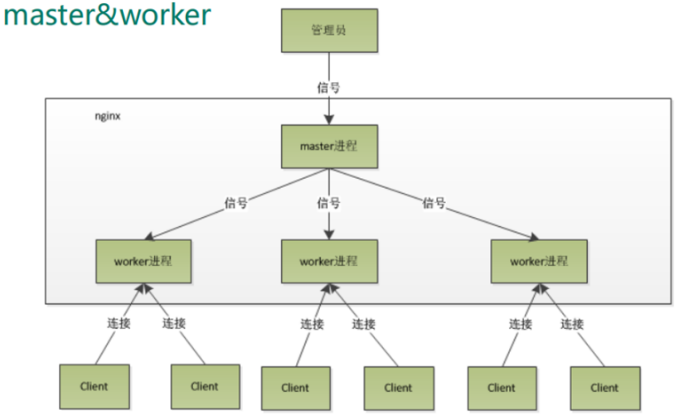 master&worker
管理员
信号
nginx
master进程
信号 信号 信号
worker进程 worker进程 worker进程
连接 连接 连接 连接 连接 连接
Client Client Client Client Client Client